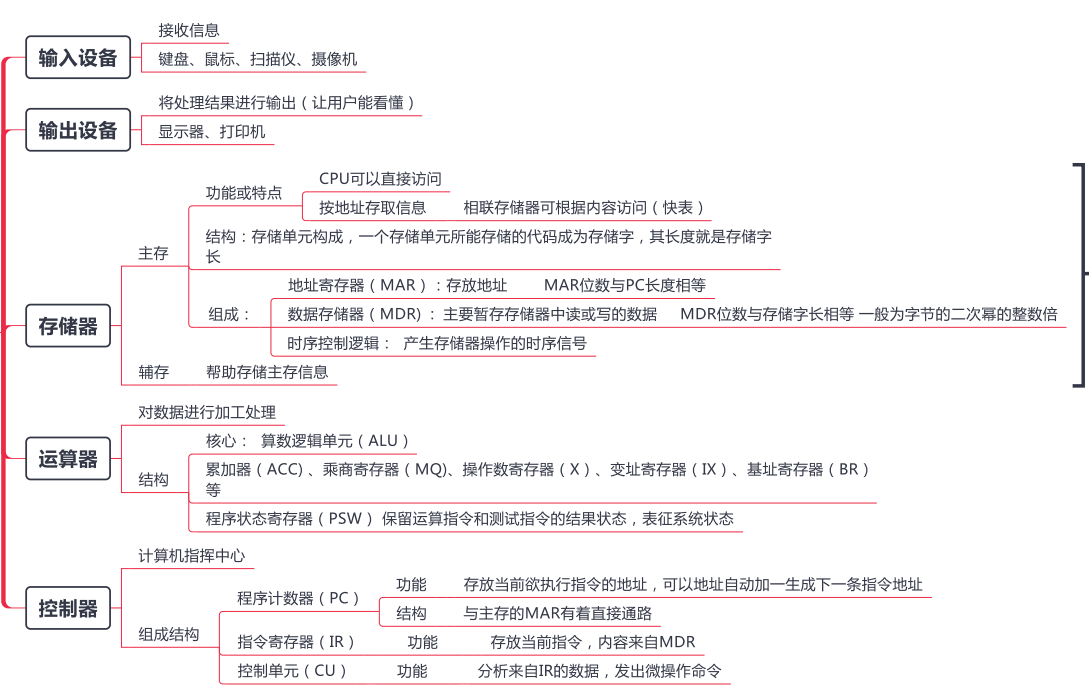 输入设备
接收信息
键盘、鼠标、扫描仪、摄像机
输出设备
将处理结果进行输出（让用户能看懂）
显示器、打印机
存储器
主存
功能或特点
CPU可以直接访问
按地址存取信息
相联存储器可根据内容访问（快表）
结构：存储单元构成，一个存储单元所能存储的代码成为存储字，其长度就是存储字
长
组成：
地址寄存器（MAR）：存放地址
MAR位数与PC长度相等
数据存储器（MDR）：主要暂存存储器中读或写的数据
MDR位数与存储字长相等 一般为字节的二次幂的整数倍
时序控制逻辑： 产生存储器操作的时序信号
辅存
帮助存储主存信息
运算器
对数据进行加工处理
结构
核心： 算数逻辑单元（ALU）
累加器（ACC）、乘商寄存器（MQ)、操作数寄存器（X）、变址寄存器（IX）、基址寄存器（BR）
等
程序状态寄存器（PSW） 保留运算指令和测试指令的结果状态，表征系统状态
控制器
计算机指挥中心
组成结构
程序计数器（PC）
功能
存放当前欲执行指令的地址，可以地址自动加一生成下一条指令地址
结构
与主存的MAR有着直接通路
指令寄存器（IR）
功能
存放当前指令，内容来自MDR
控制单元（CU）
功能
分析来自IR的数据，发出微操作命令